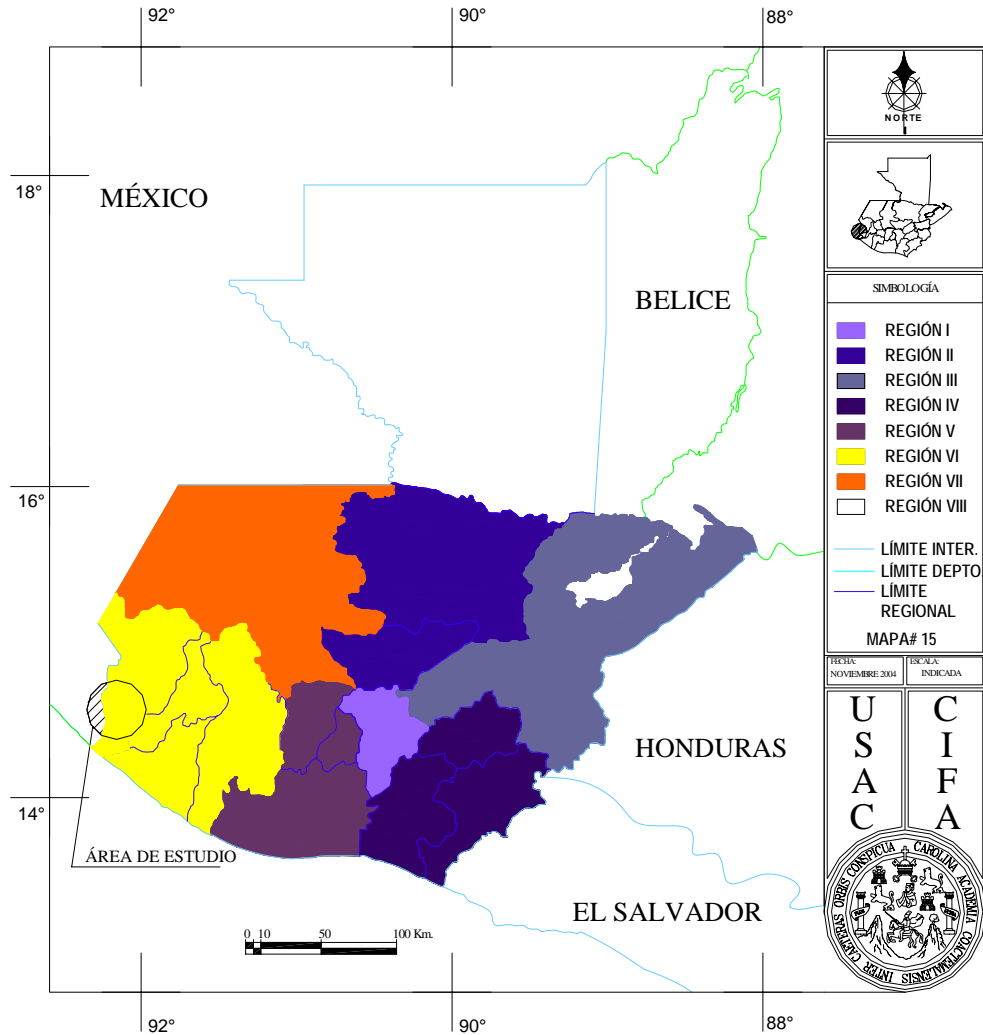 92°
90°
88°
18°
16°
14°
MÉXICO
BELICE
HONDURAS
EL SALVADOR
ÁREA DE ESTUDIO
0 10 50 100 Km.
92°
90°
88°
NORTE
SIMBOLOGÍA
REGIÓN I
REGIÓN II
REGIÓN III
REGIÓN IV
REGIÓN V
REGIÓN VI
REGIÓN VII
REGIÓN VIII
LÍMITE INTER.
LÍMITE DEPTO.
LÍMITE
REGIONAL
MAPA# 15
FECHA:
NOVIEMBRE 2004
ESCALA:
INDICADA
USAC
CIFA
CAETERAS ORBIS CONSPICUA CAROLINA ACADEMIA COACTEMALENSIS INTER